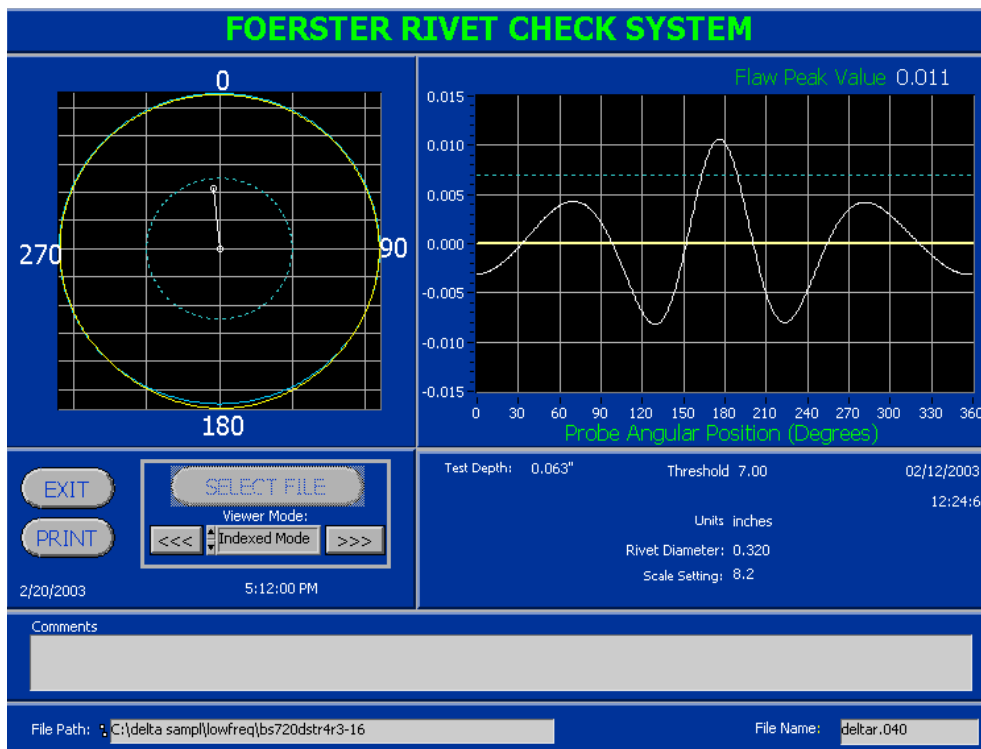 FOERSTER RIVET CHECK SYSTEM
0
270
90
180
Flaw Peak Value 0.011
0.015
0.010
0.005
0.000
-0.005
-0.010
-0.015
0 30 60 90 120 150 180 210 240 270 300 330 360
Probe Angular Position (Degrees)
EXIT
PRINT
SELECT FILE
Viewer Mode:
<<< Indexed Mode >>>
2/20/2003 5:12:00 PM
Test Depth: 0.063" Threshold 7.00 02/12/2003
12:24:6
Units inches
Rivet Diameter: 0.320
Scale Setting: 8.2
Comments
File Path: C:\delta sampl\lowfreq\bs720dstr4r3-16 File Name: deltar.040